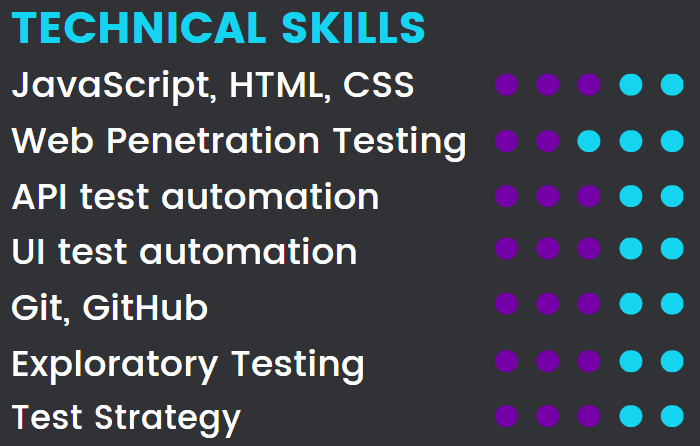 TECHNICAL SKILLS
JavaScript, HTML, CSS
Web Penetration Testing
API test automation
UI test automation
Git, GitHub
Exploratory Testing
Test Strategy